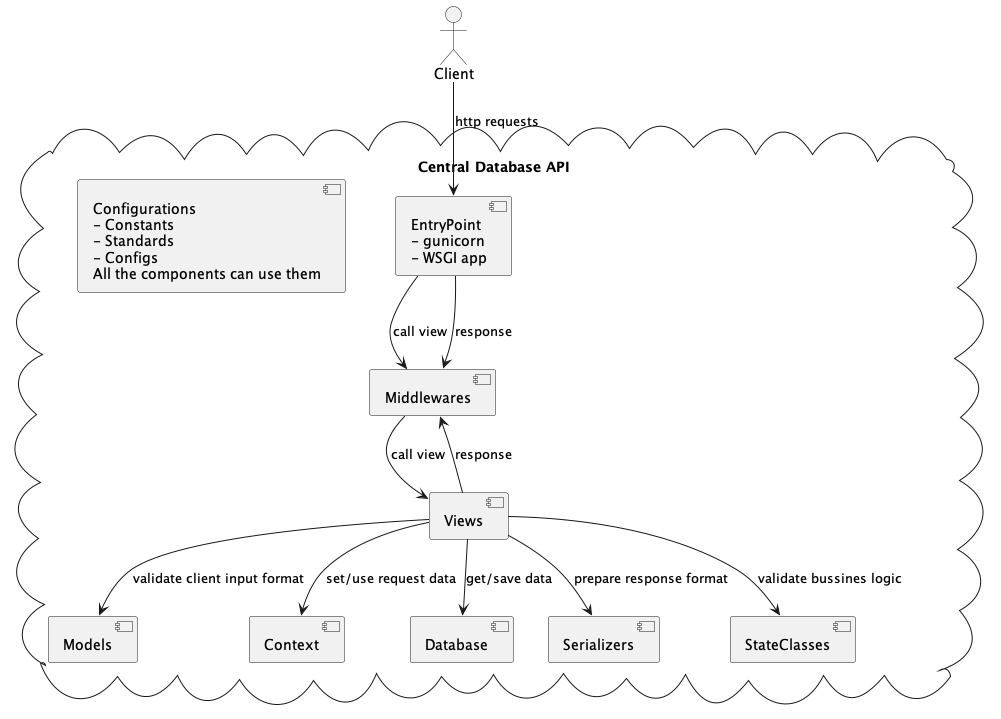 Client
http requests
Central Database API
Configurations
- Constants
- Standards
- Configs
All the components can use them
EntryPoint
- gunicorn
- WSGI app
call view
response
Middlewares
call view
response
Views
validate client input format
set/use request data
get/save data
prepare response format
validate bussines logic
Models
Context
Database
Serializers
StateClasses